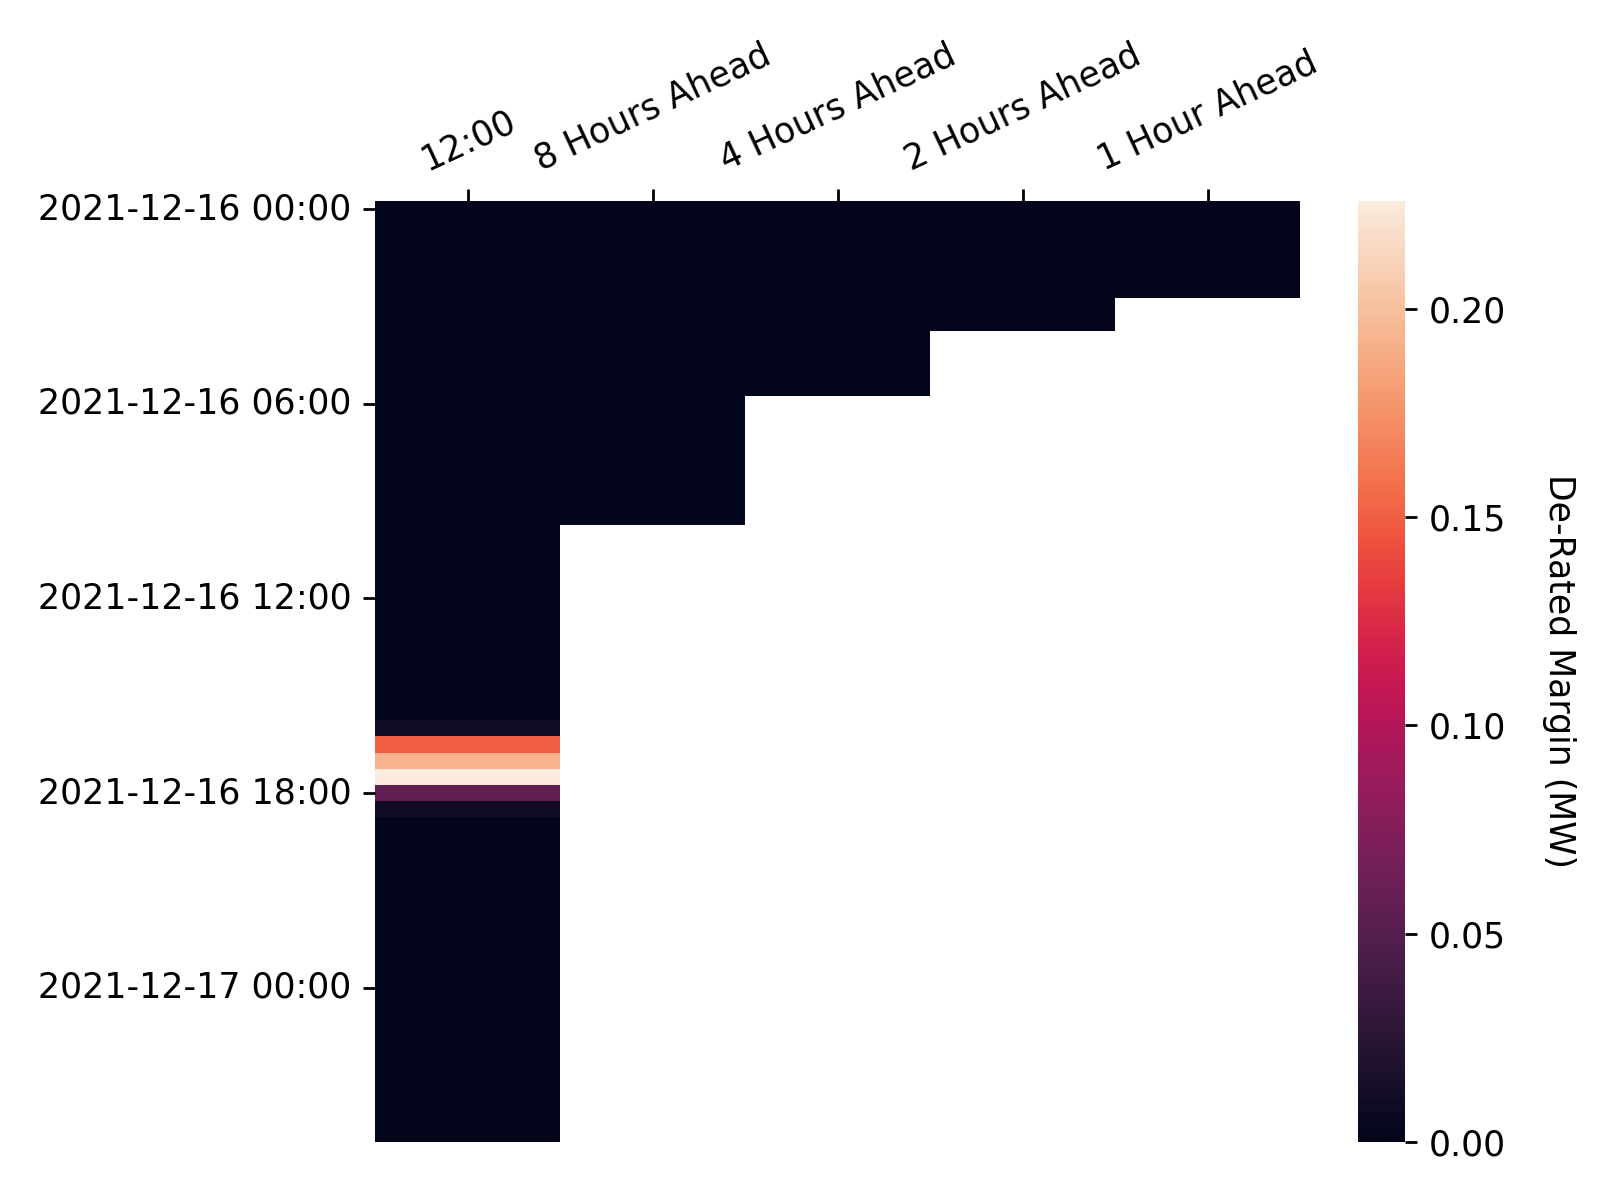 12:00
8 Hours Ahead
4 Hours Ahead
2 Hours Ahead
1 Hour Ahead
2021-12-16 00:00
2021-12-16 06:00
2021-12-16 12:00
2021-12-16 18:00
2021-12-17 00:00
0.20
0.15
0.10
0.05
0.00
De-Rated Margin (MW)